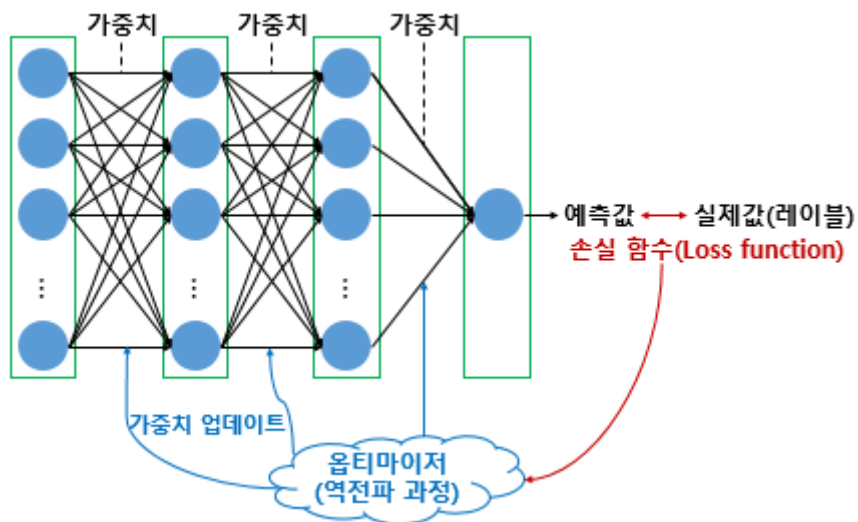 가중치
가중치
가중치
예측값
실제값(레이블)
손실 함수(Loss function)
가중치 업데이트
옵티마이저
(역전파 과정)